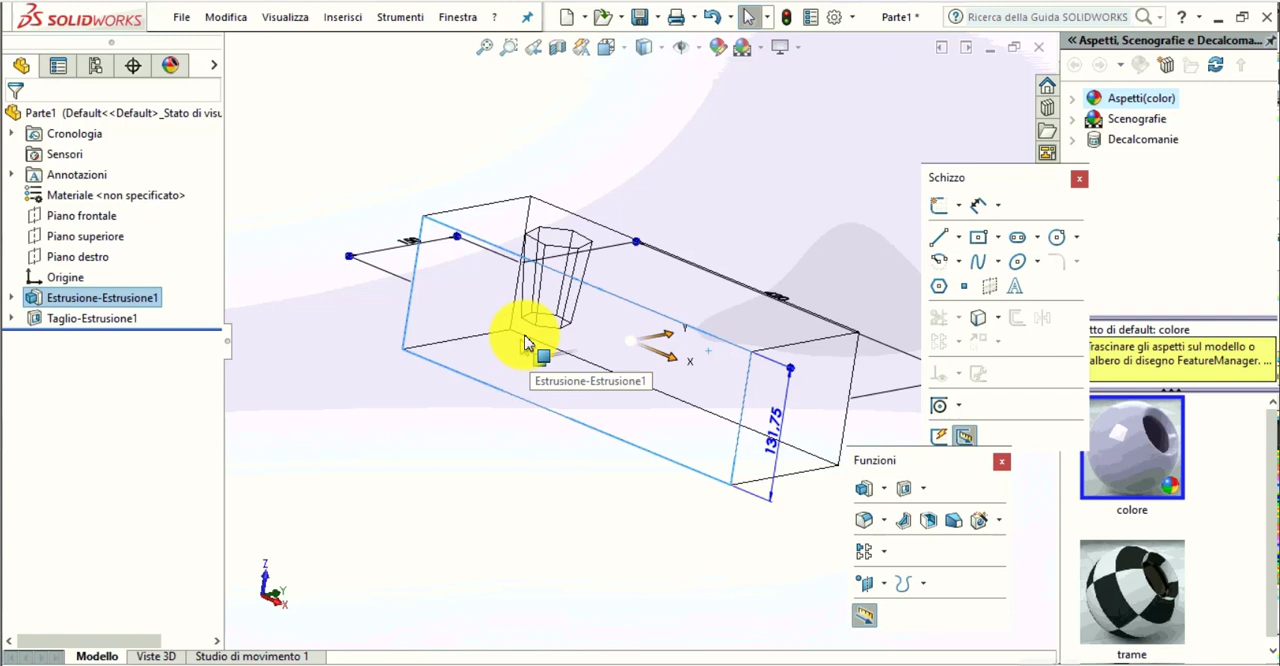 SOLIDWORKS
File
Modifica
Visualizza
Inserisci
Strumenti
Finestra
?
Parte1 *
Ricerca della Guida SOLIDWORKS
?
Aspetti, Scenografie e Decalcoma...
Parte1 (Default<<Default>_Stato di visu
Cronologia
Sensori
Annotazioni
Materiale <non specificato>
Piano frontale
Piano superiore
Piano destro
Origine
Estrusione-Estrusione1
Taglio-Estrusione1
Aspetti(color)
Scenografie
Decalcomanie
Schizzo
Y
X
Estrusione-Estrusione1
131,75
Funzioni
tto di default: colore
Trascinare gli aspetti sul modello o
albero di disegno FeatureManager. ...
colore
trame
Z
Y
X
Modello
Viste 3D
Studio di movimento 1